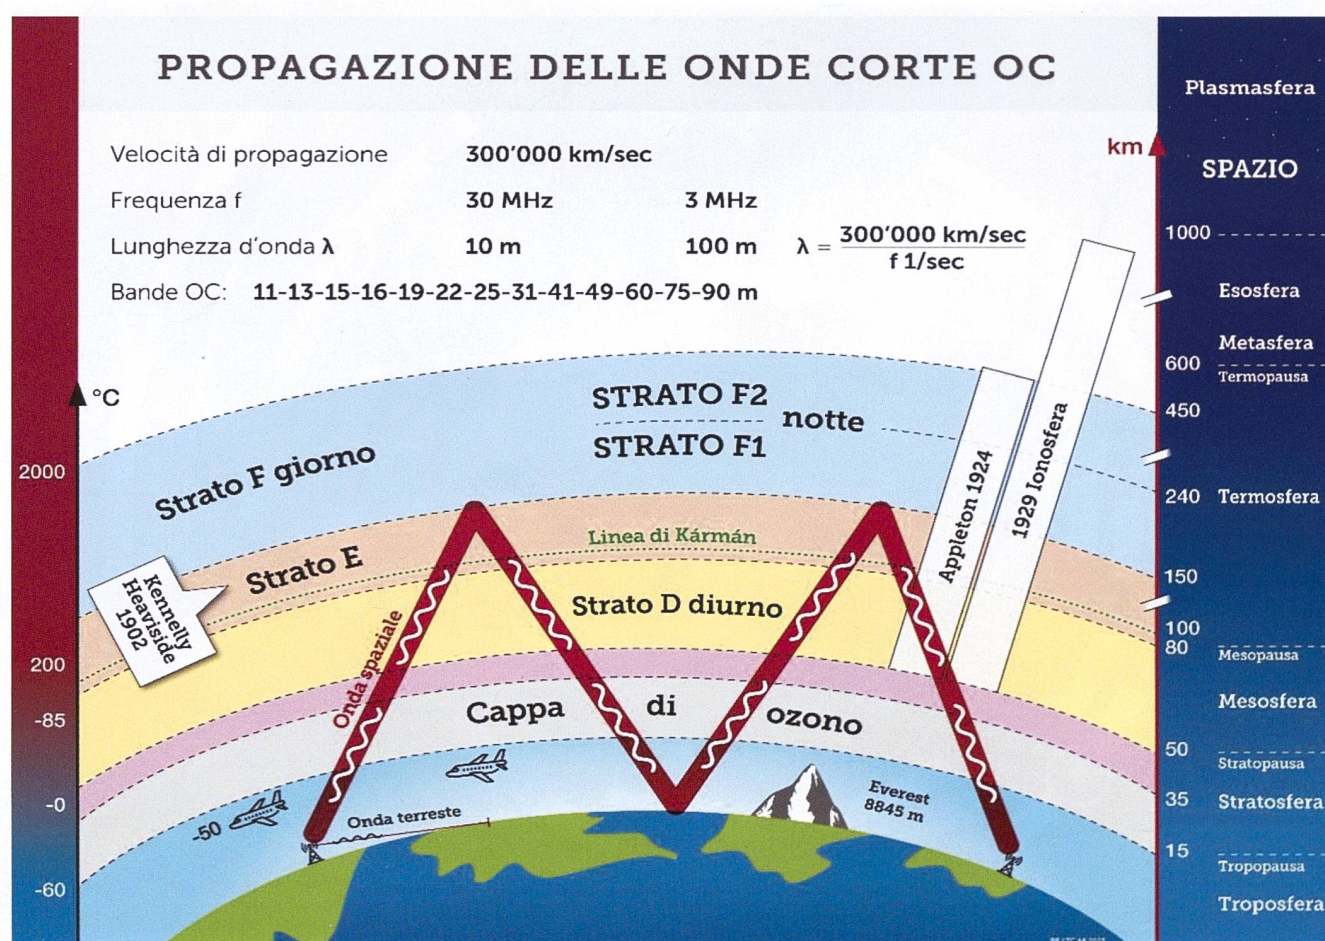 PROPAGAZIONE DELLE ONDE CORTE OC
Velocità di propagazione 300'000 km/sec
Frequenza f 30 MHz 3 MHz
Lunghezza d'onda λ 10 m 100 m λ = 300'000 km/sec
f 1/sec
Bande OC: 11-13-15-16-19-22-25-31-41-49-60-75-90 m
°C
2000
200
-85
-0
-60
STRATO F2
STRATO F1
notte
Strato F giorno
Strato E
Linea di Kármán
Strato D diurno
Kennelly
Heaviside
1902
Appleton 1924
1929 Ionosfera
Onda spaziale
Cappa di ozono
-50
Onda terreste
Everest
8845 m
km
Plasmasfera
SPAZIO
1000
Esosfera
Metasfera
600
Termopausa
450
240 Termosfera
150
100
80
Mesopausa
Mesosfera
50
Stratopausa
35 Stratosfera
15
Tropopausa
Troposfera